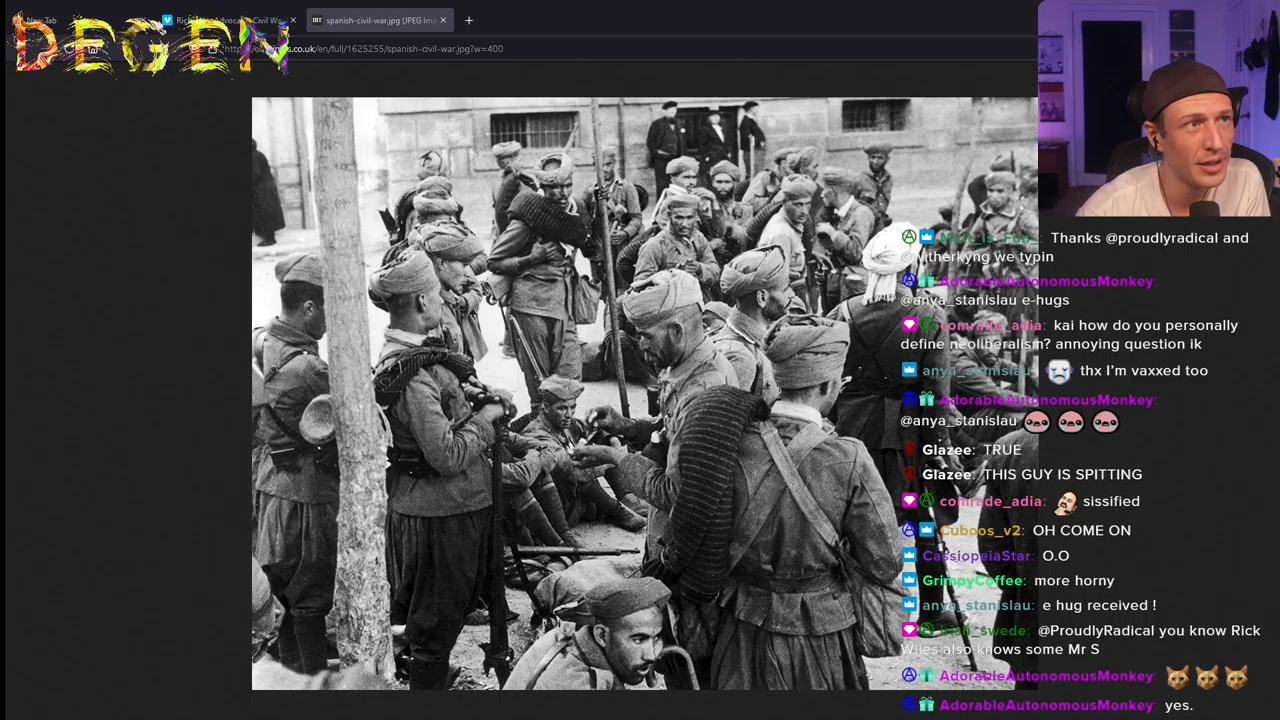 New Tab
Civil Wa
spanish-civil-war.jpg (JPEG Ima
DEGEN
.co.uk/en/full/1625255/spanish-civil-war.jpg?w=400
Thanks @proudlyradical and
we typin
AdorableAutonomousMonkey:
@anya_stanislau e-hugs
comrade_adia: kai how do you personally
define neoliberalism? annoying question ik
anya_stanislau: thx I'm vaxxed too
AdorableAutonomousMonkey:
@anya_stanislau
Glazee: TRUE
Glazee: THIS GUY IS SPITTING
comrade_adia: sissified
Cuboos_v2: OH COME ON
CassiopeiaStar: O.O
GrimpyCoffee: more horny
anya_stanislau: e hug received !
irish_swede: @ProudlyRadical you know Rick
Wiles also knows some Mr S
AdorableAutonomousMonkey:
AdorableAutonomousMonkey: yes.